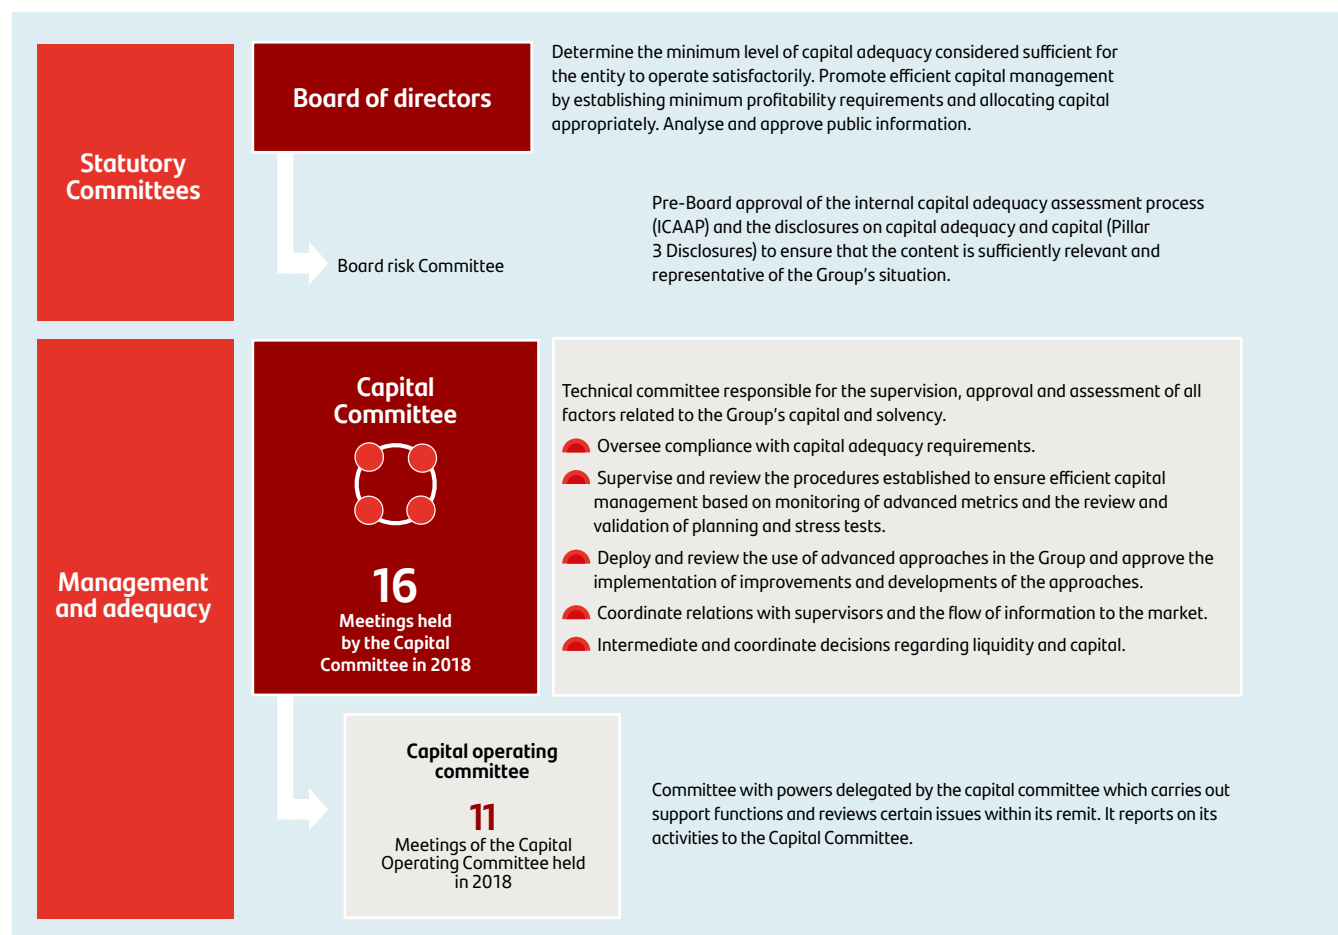 Statutory
Committees
Board of directors
Determine the minimum level of capital adequacy considered sufficient for
the entity to operate satisfactorily. Promote efficient capital management
by establishing minimum profitability requirements and allocating capital
appropriately. Analyse and approve public information.
Board risk Committee
Pre-Board approval of the internal capital adequacy assessment process
(ICAAP) and the disclosures on capital adequacy and capital (Pillar
3 Disclosures) to ensure that the content is sufficiently relevant and
representative of the Group's situation.
Management
and adequacy
Capital
Committee
16
Meetings held
by the Capital
Committee in 2018
Technical committee responsible for the supervision, approval and assessment of all
factors related to the Group's capital and solvency.
Oversee compliance with capital adequacy requirements.
Supervise and review the procedures established to ensure efficient capital
management based on monitoring of advanced metrics and the review and
validation of planning and stress tests.
Deploy and review the use of advanced approaches in the Group and approve the
implementation of improvements and developments of the approaches.
Coordinate relations with supervisors and the flow of information to the market.
Intermediate and coordinate decisions regarding liquidity and capital.
Capital operating
committee
11
Meetings of the Capital
Operating Committee held
in 2018
Committee with powers delegated by the capital committee which carries out
support functions and reviews certain issues within its remit. It reports on its
activities to the Capital Committee.